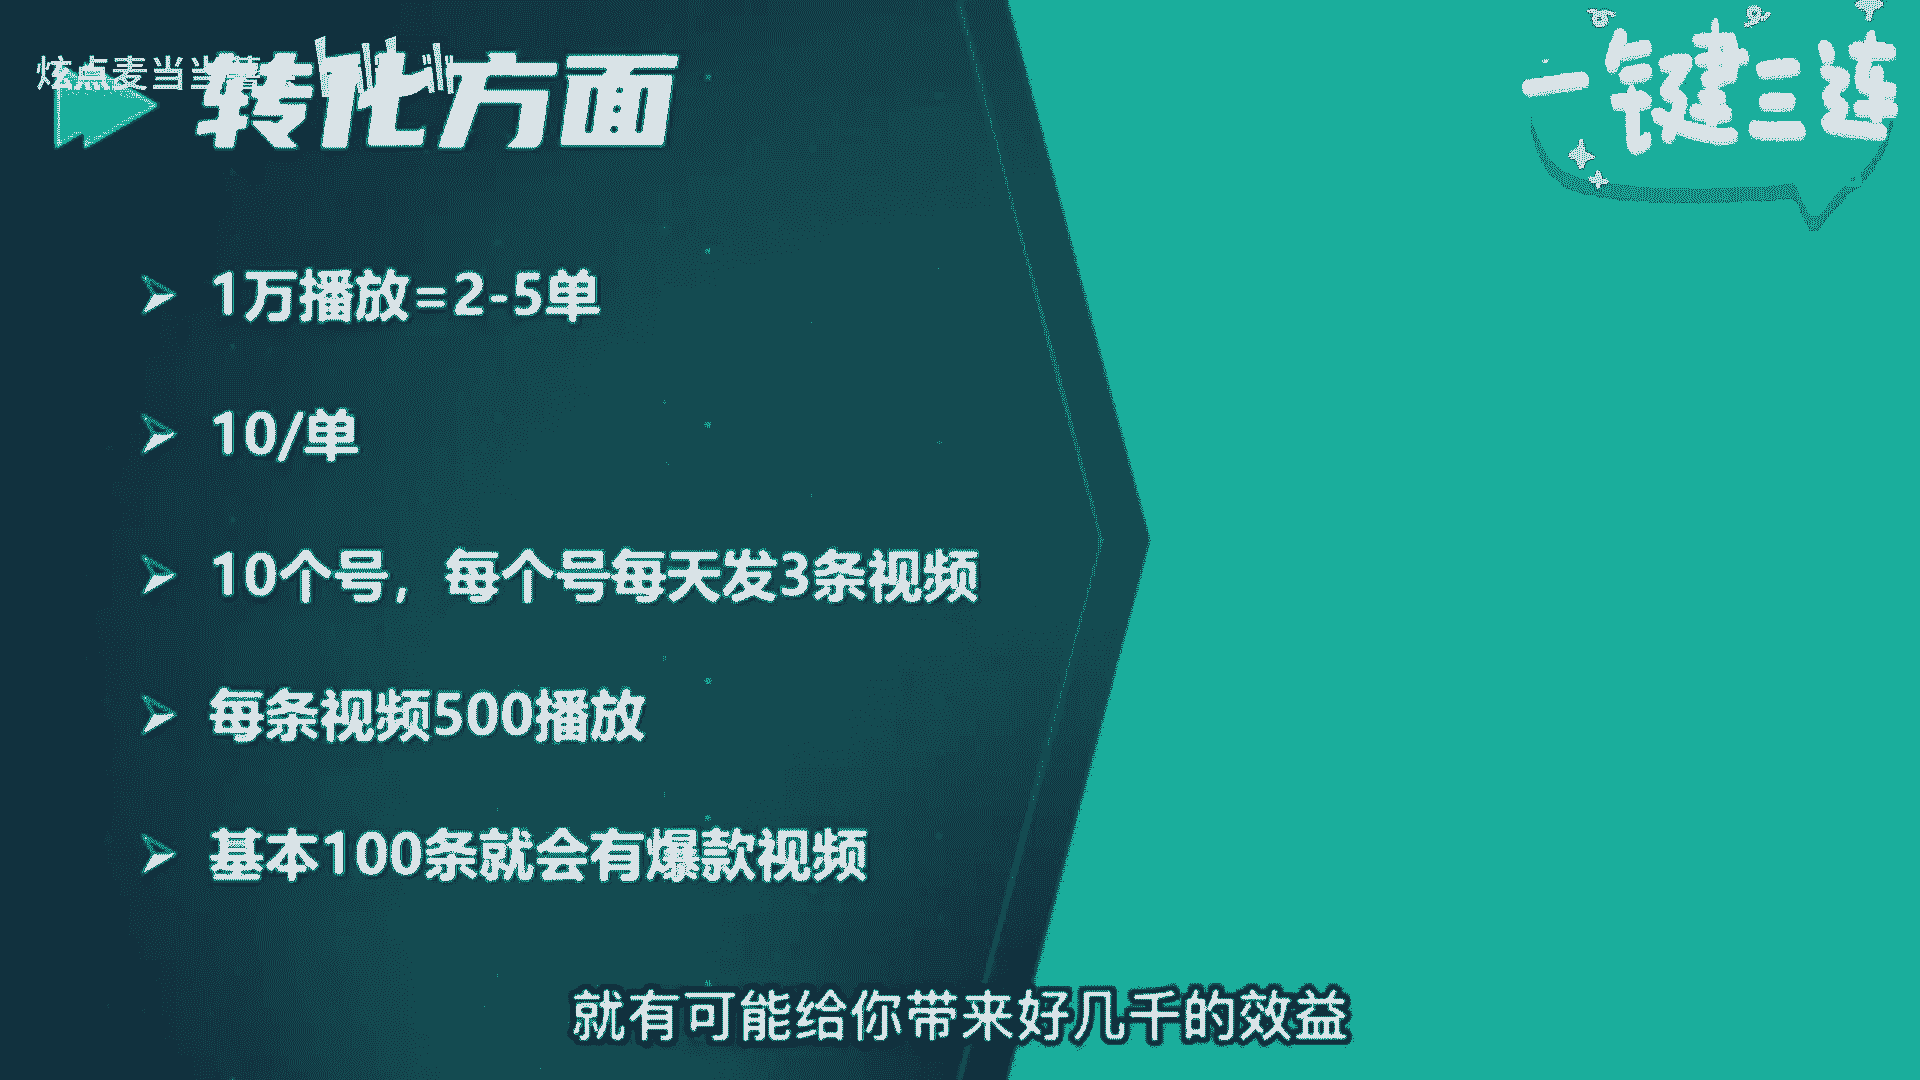 炫点麦当当
转化方面
一键三连
1万播放=2-5单
10/单
10个号，每个号每天发3条视频
每条视频500播放
基本100条就会有爆款视频
就有可能给你带来好几千的效益